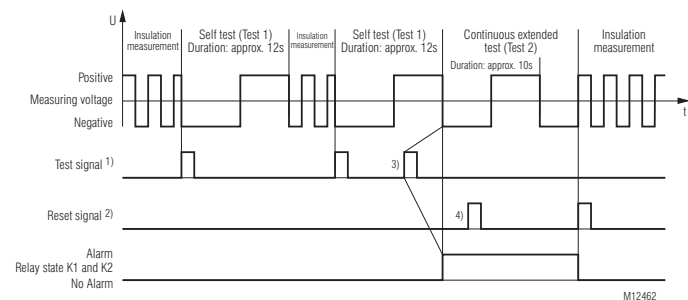 U
Insulation
measurement
Self test (Test 1)
Duration: approx. 12s
Insulation
measurement
Self test (Test 1)
Duration: approx. 12s
Continuous extended
test (Test 2)
Duration: approx. 10s
Insulation
measurement
Positive
Measuring voltage
Negative
t
Test signal 1)
3)
Reset signal 2)
4)
Alarm
Relay state K1 and K2
No Alarm
M12462